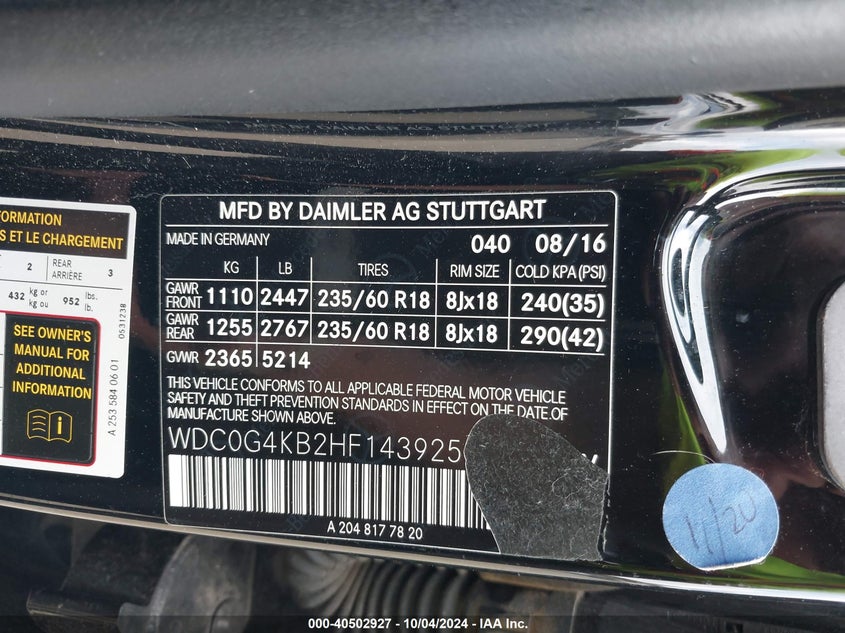 FORMATION
S ET LE CHARGEMENT
2 REAR ARRIÈRE 3
432 kg or kg ou 952 lbs. lb.
0531238
SEE OWNER'S
MANUAL FOR
ADDITIONAL
INFORMATION
A 253 584 06 01
MFD BY DAIMLER AG STUTTGART
MADE IN GERMANY 040 08/16
KG LB TIRES RIM SIZE COLD KPA (PSI)
GAWR FRONT 1110 2447 235/60 R18 8Jx18 240(35)
GAWR REAR 1255 2767 235/60 R18 8Jx18 290(42)
GVWR 2365 5214
THIS VEHICLE CONFORMS TO ALL APPLICABLE FEDERAL MOTOR VEHICLE
SAFETY AND THEFT PREVENTION STANDARDS IN EFFECT ON THE DATE OF
MANUFACTURE SHOWN ABOVE.
WDC0G4KB2HF143925
A 204 817 78 20
11/20
000-40502927 - 10/04/2024 - IAA Inc.